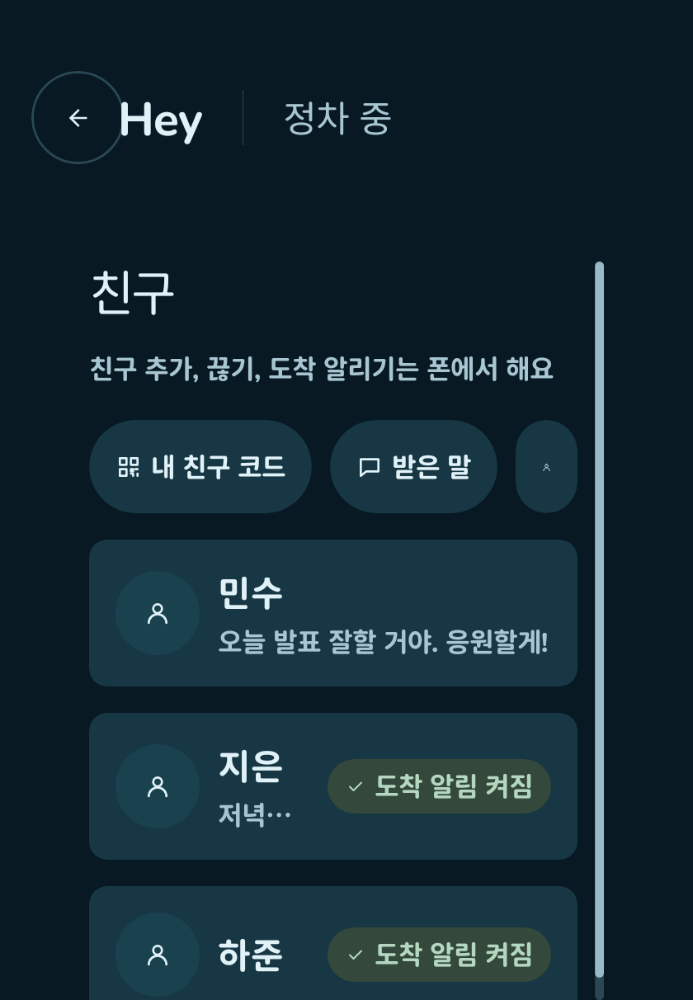 Hey
정차 중
친구
친구 추가, 끊기, 도착 알리기는 폰에서 해요
내 친구 코드
받은 말
민수
오늘 발표 잘할 거야. 응원할게!
지은
저녁…
도착 알림 켜짐
하준
도착 알림 켜짐